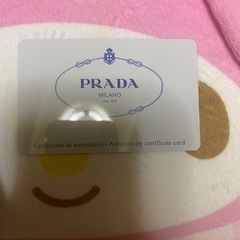 PRADA
MILANO
Certificato di autenticità - Authenticity certificate card